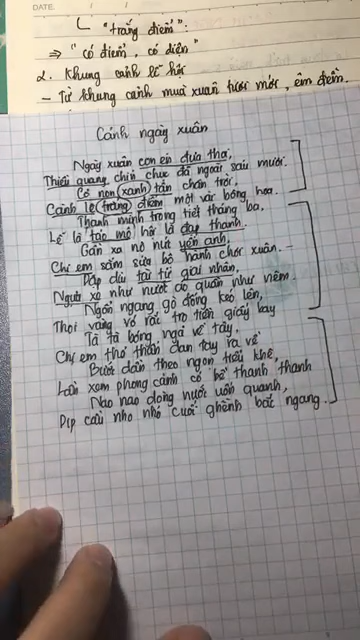 DATE. / /
"trắng điểm":
⇒ "có điểm, có diện"
2. Khung cảnh lễ hội
- Từ khung cảnh mùa xuân tươi mới, êm đềm.
Cảnh ngày xuân
Ngày xuân con én đưa thoi,
Thiều quang chín chục đã ngoài sáu mươi.
Cỏ non (xanh) tận chân trời,
Cành lê (trắng) điểm một vài bông hoa.
Thanh minh trong tiết tháng ba,
Lễ là tảo mộ hội là đạp thanh.
Gần xa nô nức yến anh,
Chị em sắm sửa bộ hành chơi xuân.
Dập dìu tài tử giai nhân,
Ngựa xe như nước áo quần như nêm.
Ngổn ngang gò đống kéo lên,
Thoi vàng vó rắc tro tiền giấy bay
Tà tà bóng ngả về tây,
Chị em thơ thẩn dan tay ra về
Bước dần theo ngọn tiểu khê,
Lần xem phong cảnh có bề thanh thanh
Nao nao dòng nước uốn quanh,
Dịp cầu nho nhỏ cuối ghềnh bắc ngang.